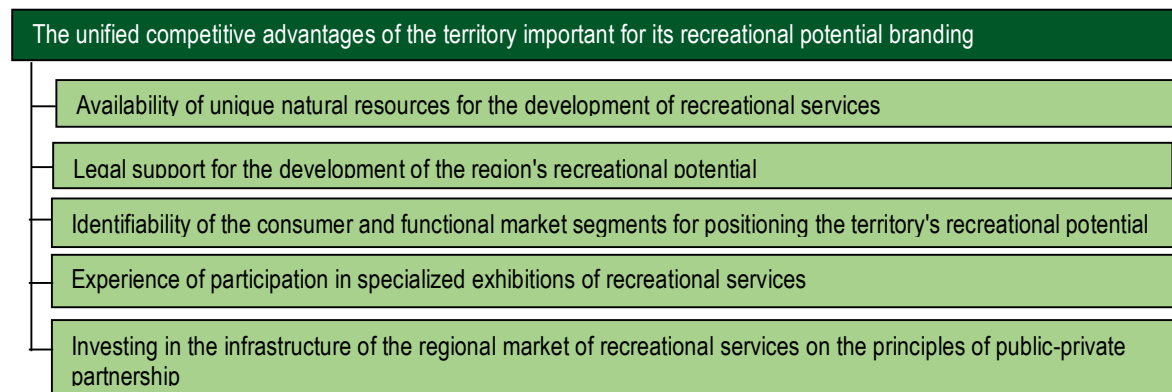 The unified competitive advantages of the territory important for its recreational potential branding
Availability of unique natural resources for the development of recreational services
Legal support for the development of the region's recreational potential
Identifiability of the consumer and functional market segments for positioning the territory's recreational potential
Experience of participation in specialized exhibitions of recreational services
Investing in the infrastructure of the regional market of recreational services on the principles of public-private
partnership